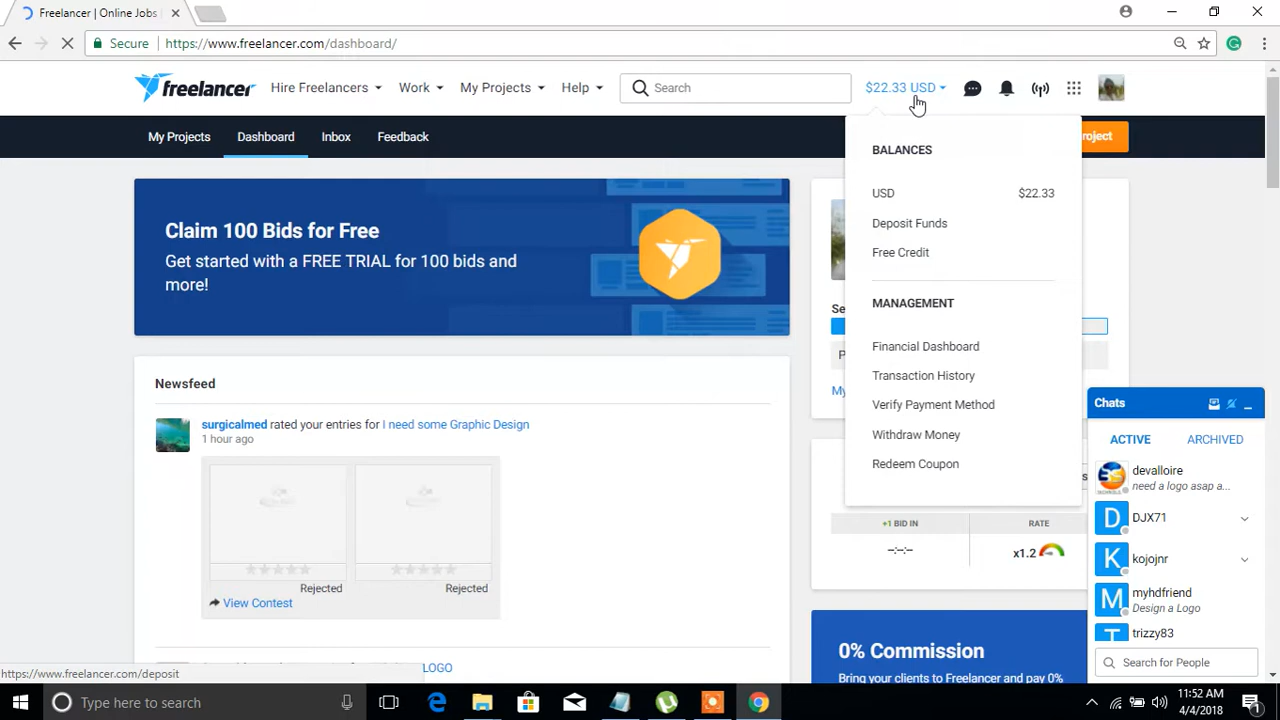 Freelancer | Online Jobs
Secure https://www.freelancer.com/dashboard/
freelancer Hire Freelancers Work My Projects Help Search $22.33 USD
My Projects Dashboard Inbox Feedback
BALANCES
USD $22.33
Deposit Funds
Free Credit
MANAGEMENT
Financial Dashboard
Transaction History
Verify Payment Method
Withdraw Money
Redeem Coupon
Claim 100 Bids for Free
Get started with a FREE TRIAL for 100 bids and
more!
Newsfeed
surgicalmed rated your entries for I need some Graphic Design
1 hour ago
Rejected Rejected
View Contest
LOGO
+1 BID IN RATE
--:--:-- x1.2
0% Commission
Bring your clients to Freelancer and pay 0%
Chats
ACTIVE ARCHIVED
devalloire
need a logo asap a...
D DJX71
K kojojnr
M myhdfriend
Design a Logo
T trizzy83
Search for People
https://www.freelancer.com/deposit
Type here to search
11:52 AM
4/4/2018